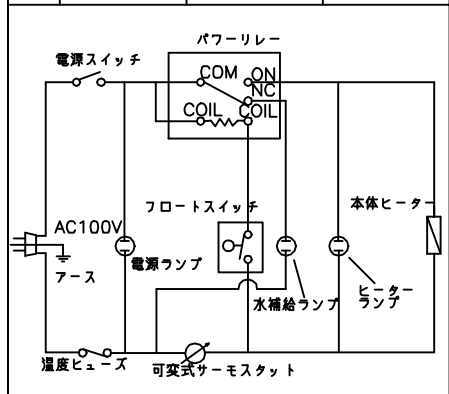 パワーリレー
電源スイッチ
COM
ON
NC
COIL
COIL
フロートスイッチ
本体ヒーター
AC100V
電源ランプ
アース
水補給ランプ
ヒーター
ランプ
温度ヒューズ
可変式サーモスタット